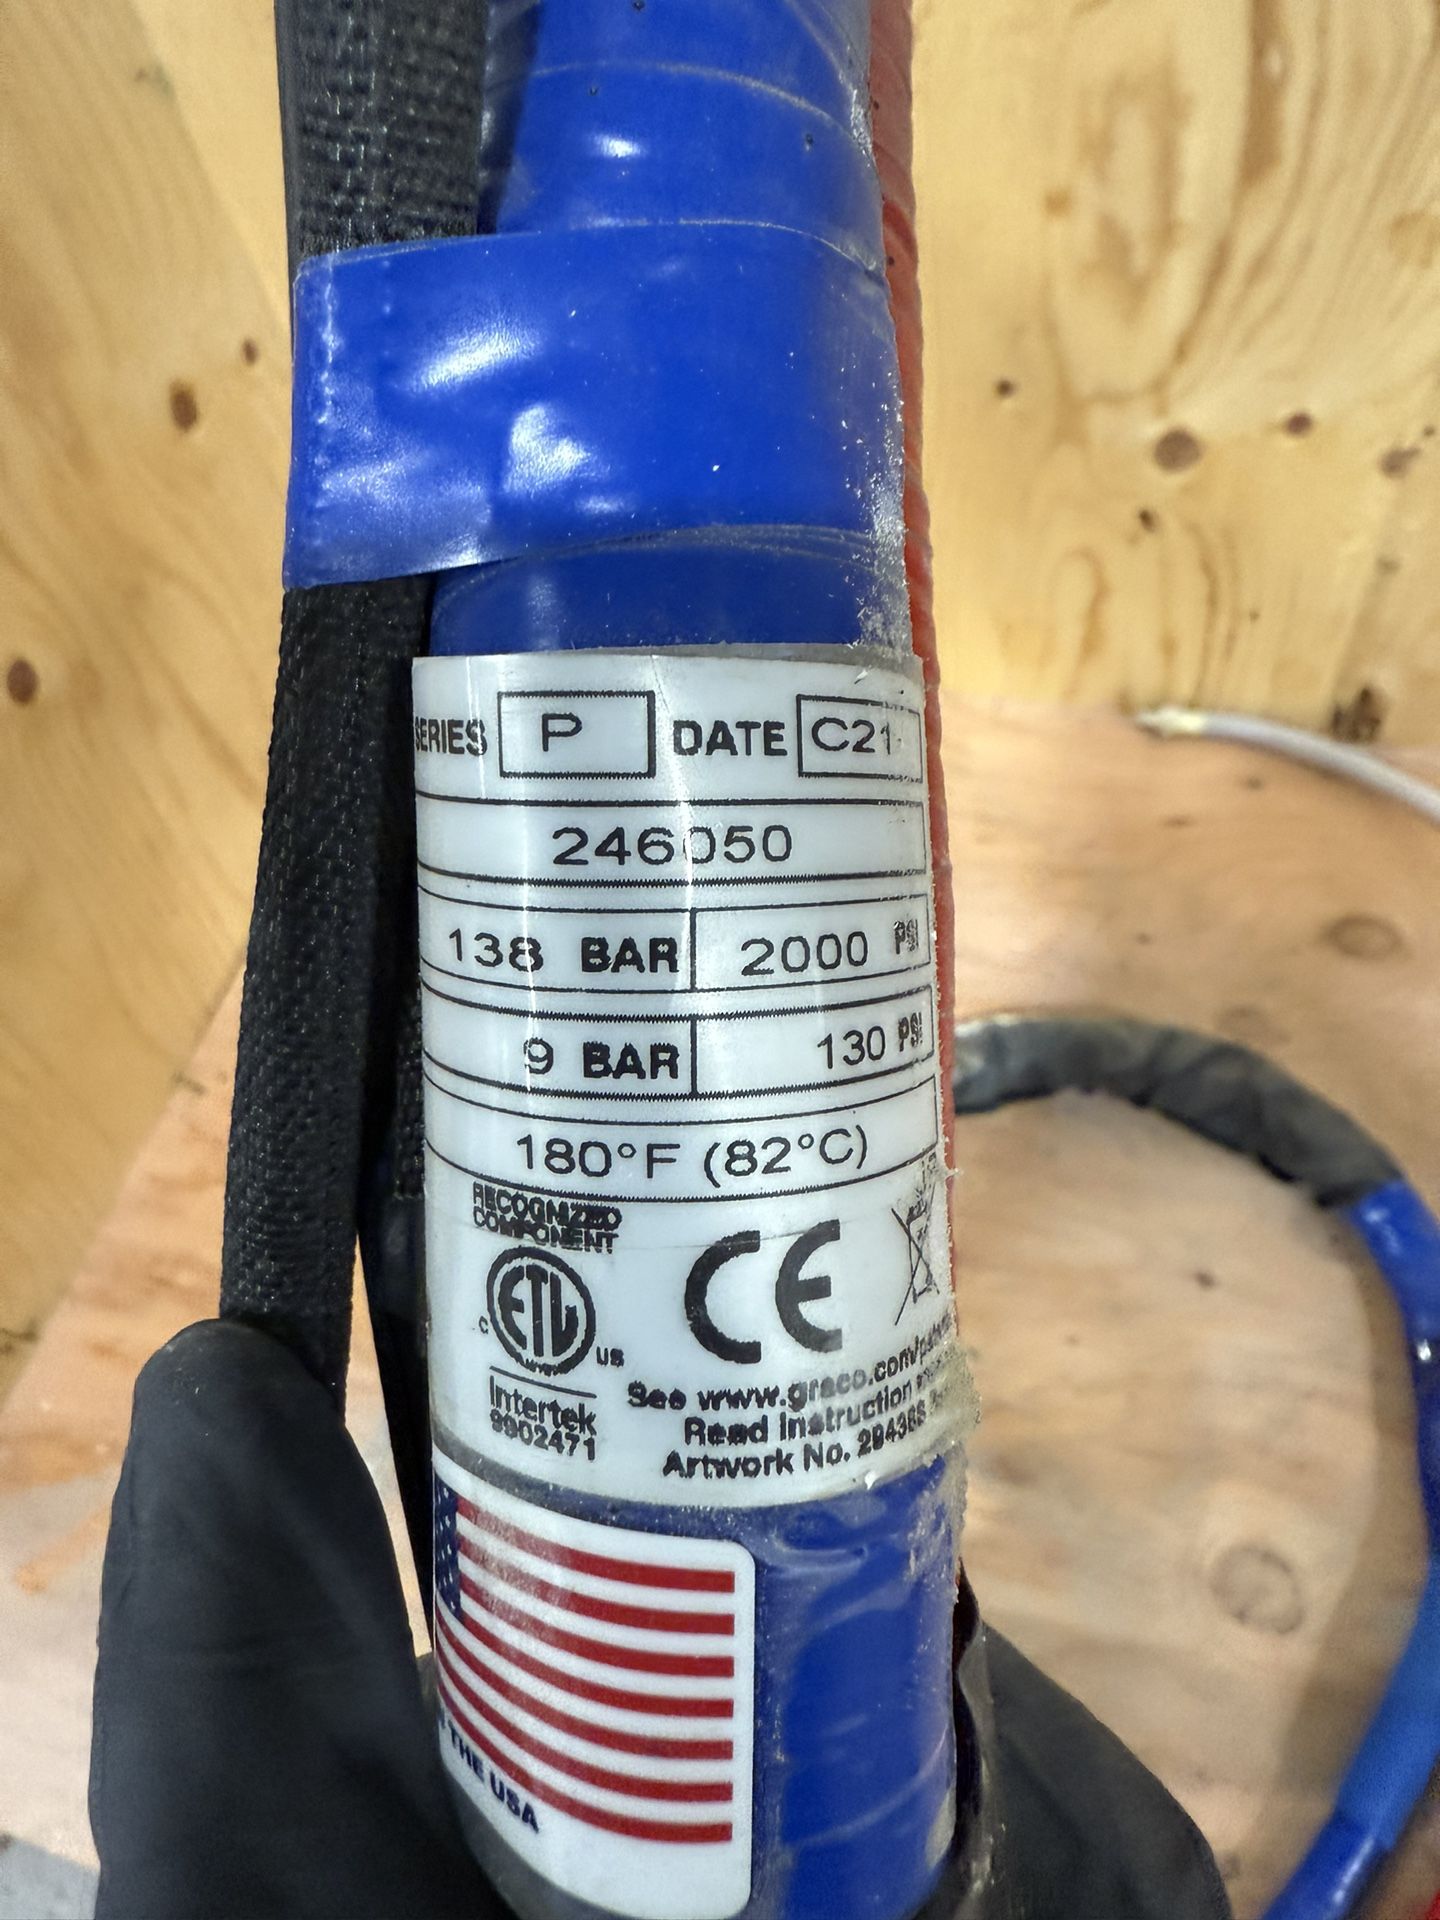 SERIES P DATE C21
246050
138 BAR 2000 PSI
9 BAR 130 PSI
180°F (82°C)
RECOGNIZED
COMPONENT
ETL
C US
CE
Intertek
9902471
See www.graco.com/
Read Instruction
Artwork No.
THE USA